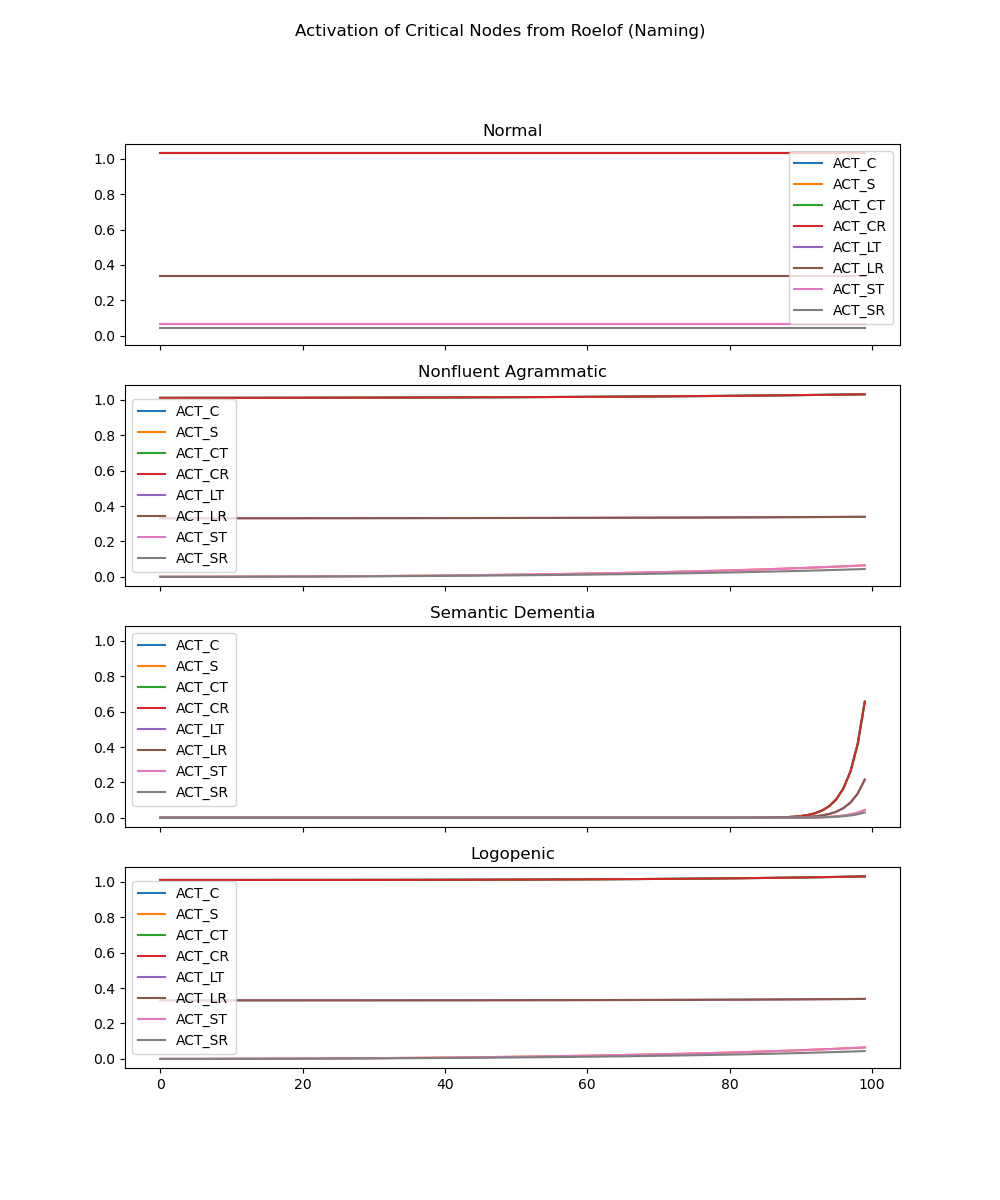 Activation of Critical Nodes from Roelof (Naming)
Normal
1.0
0.8
0.6
0.4
0.2
0.0
ACT_C
ACT_S
ACT_CT
ACT_CR
ACT_LT
ACT_LR
ACT_ST
ACT_SR
Nonfluent Agrammatic
1.0
0.8
0.6
0.4
0.2
0.0
ACT_C
ACT_S
ACT_CT
ACT_CR
ACT_LT
ACT_LR
ACT_ST
ACT_SR
Semantic Dementia
1.0
0.8
0.6
0.4
0.2
0.0
ACT_C
ACT_S
ACT_CT
ACT_CR
ACT_LT
ACT_LR
ACT_ST
ACT_SR
Logopenic
1.0
0.8
0.6
0.4
0.2
0.0
ACT_C
ACT_S
ACT_CT
ACT_CR
ACT_LT
ACT_LR
ACT_ST
ACT_SR
0 20 40 60 80 100